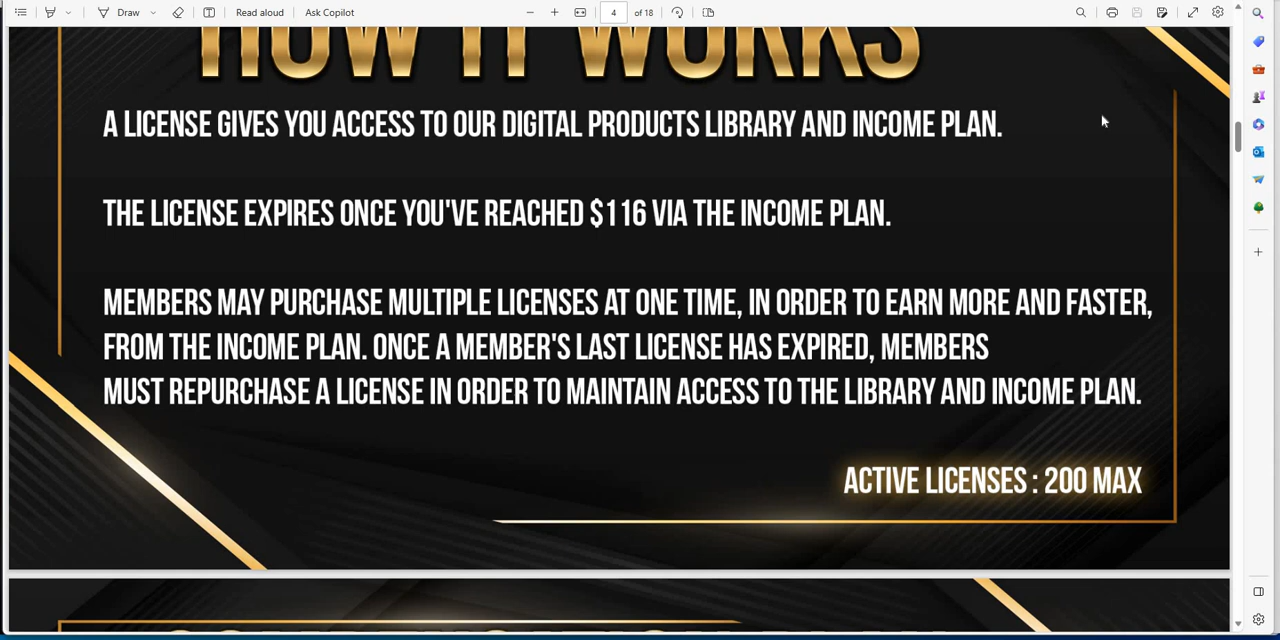 Draw
Read aloud
Ask Copilot
4
of 18
HOW IT WORKS
A LICENSE GIVES YOU ACCESS TO OUR DIGITAL PRODUCTS LIBRARY AND INCOME PLAN.
THE LICENSE EXPIRES ONCE YOU'VE REACHED $116 VIA THE INCOME PLAN.
MEMBERS MAY PURCHASE MULTIPLE LICENSES AT ONE TIME, IN ORDER TO EARN MORE AND FASTER,
FROM THE INCOME PLAN. ONCE A MEMBER'S LAST LICENSE HAS EXPIRED, MEMBERS
MUST REPURCHASE A LICENSE IN ORDER TO MAINTAIN ACCESS TO THE LIBRARY AND INCOME PLAN.
ACTIVE LICENSES : 200 MAX